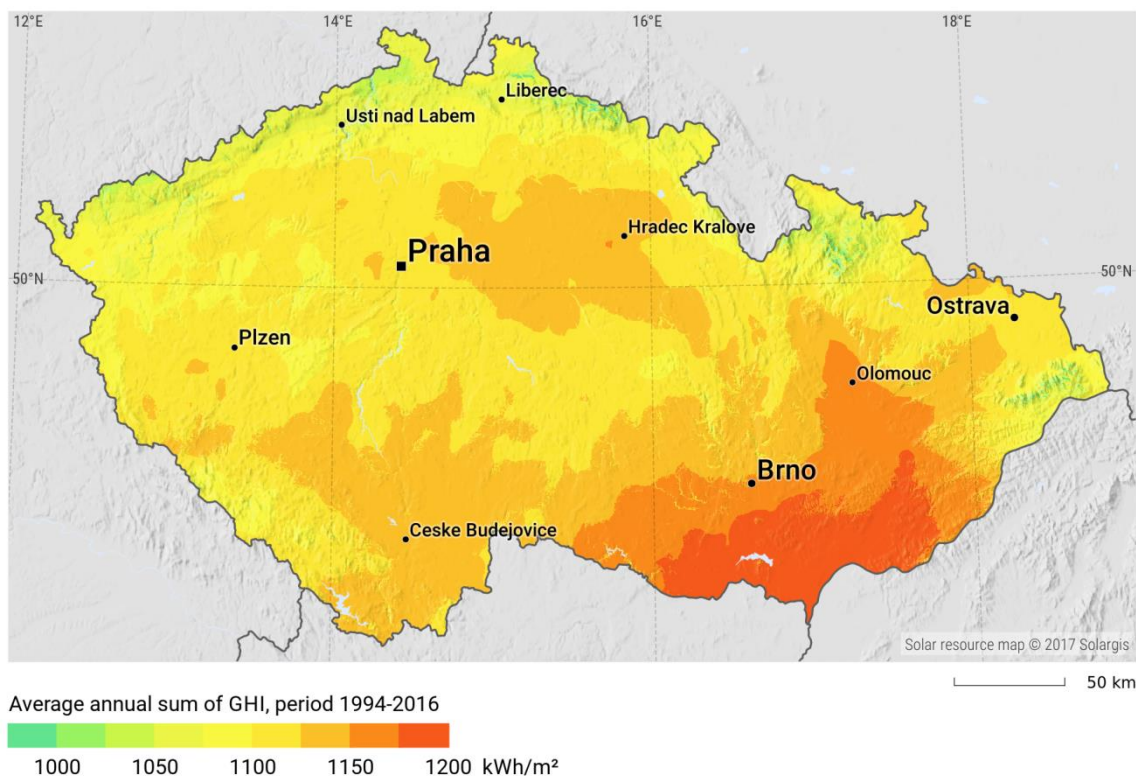 12°E 14°E 16°E 18°E
Liberec
Usti nad Labem
Hradec Kralove
Praha
50°N 50°N
Ostrava
Plzen
Olomouc
Brno
Ceske Budejovice
Solar resource map © 2017 Solargis
50 km
Average annual sum of GHI, period 1994-2016
1000 1050 1100 1150 1200 kWh/m²